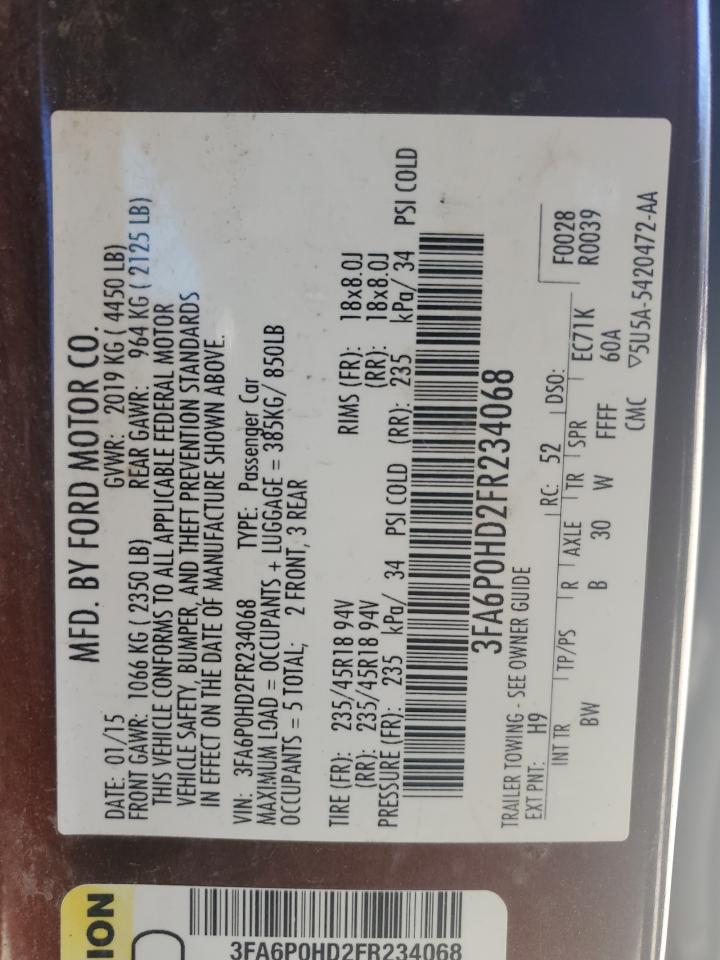 MFD. BY FORD MOTOR CO.
DATE: 01/15 GVWR: 2019 KG ( 4450 LB)
FRONT GAWR: 1066 KG ( 2350 LB) REAR GAWR: 964 KG ( 2125 LB)
THIS VEHICLE CONFORMS TO ALL APPLICABLE FEDERAL MOTOR
VEHICLE SAFETY, BUMPER, AND THEFT PREVENTION STANDARDS
IN EFFECT ON THE DATE OF MANUFACTURE SHOWN ABOVE.
VIN: 3FA6P0HD2FR234068 TYPE: Passenger Car
MAXIMUM LOAD = OCCUPANTS + LUGGAGE = 385KG/ 850LB
OCCUPANTS = 5 TOTAL; 2 FRONT, 3 REAR
TIRE (FR): 235/45R18 94V RIMS (FR): 18x8.0J
(RR): 235/45R18 94V (RR): 18x8.0J
PRESSURE (FR): 235 kPa/ 34 PSI COLD (RR): 235 kPa/ 34 PSI COLD
3FA6P0HD2FR234068
TRAILER TOWING - SEE OWNER GUIDE
EXT PNT: H9 RC: 52 DSO: F0028
R0039
INT TR TP/PS R AXLE TR SPR EC71K
BW B 30 W FFFF 60A
CMC ▽5U5A-5420472-AA
ION
3FA6P0HD2FR234068